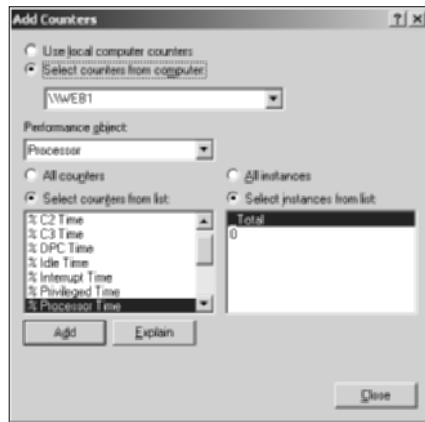 Add Counters
Use local computer counters
Select counters from computer:
\\WEB1
Performance object:
Processor
All counters
All instances
Select counters from list:
Select instances from list:
% C2 Time
% C3 Time
% DPC Time
% Idle Time
% Interrupt Time
% Privileged Time
% Processor Time
_Total
0
Add
Explain
Close